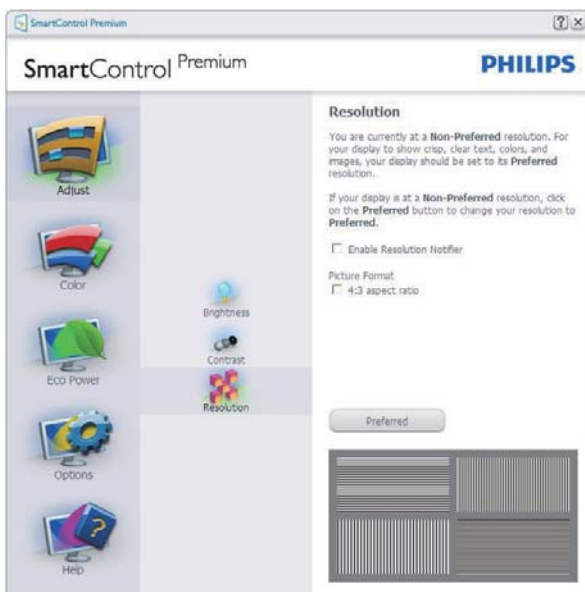 SmartControl Premium
SmartControl Premium
PHILIPS
Adjust
Color
Eco Power
Options
Help
Brightness
Contrast
Resolution
Resolution
You are currently at a Non-Preferred resolution. For
your display to show crisp, clear text, colors, and
images, your display should be set to its Preferred
resolution.
If your display is at a Non-Preferred resolution, click
on the Preferred button to change your resolution to
Preferred.
Enable Resolution Notifier
Picture Format
4:3 aspect ratio
Preferred